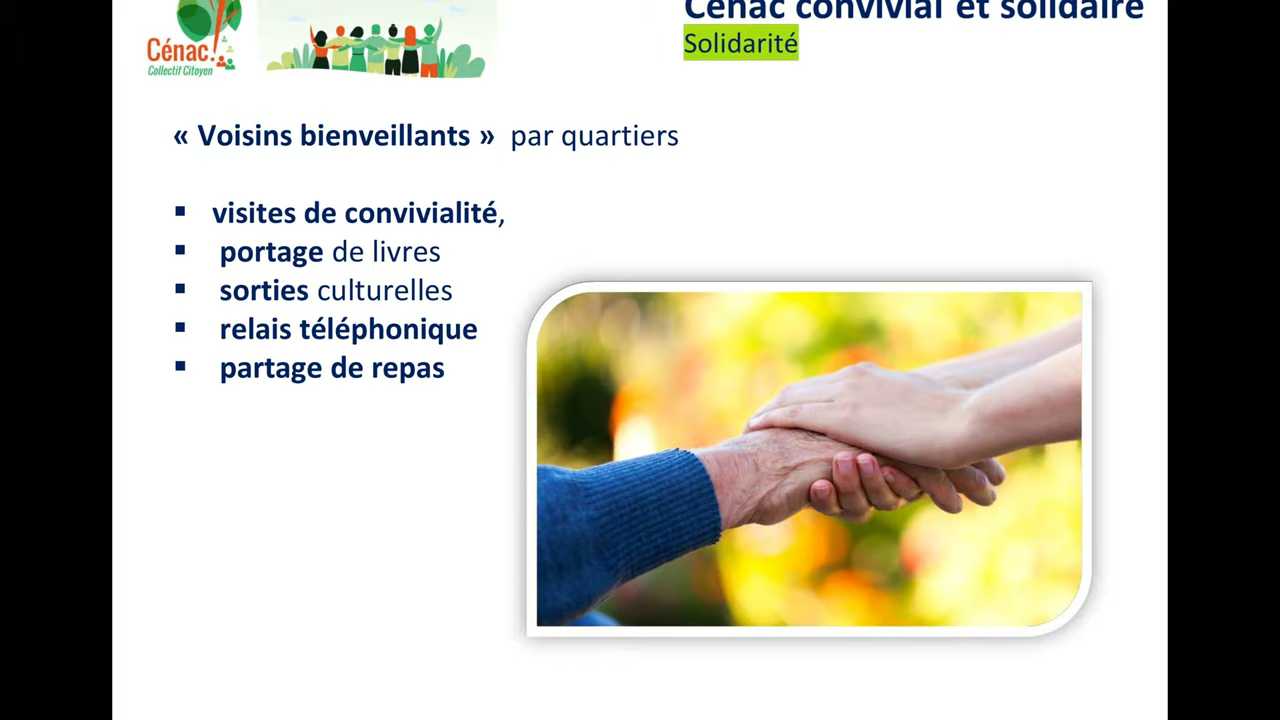 Cénac!
Collectif Citoyen
Cénac convivial et solidaire
Solidarité
« Voisins bienveillants » par quartiers
▪ visites de convivialité,
▪ portage de livres
▪ sorties culturelles
▪ relais téléphonique
▪ partage de repas